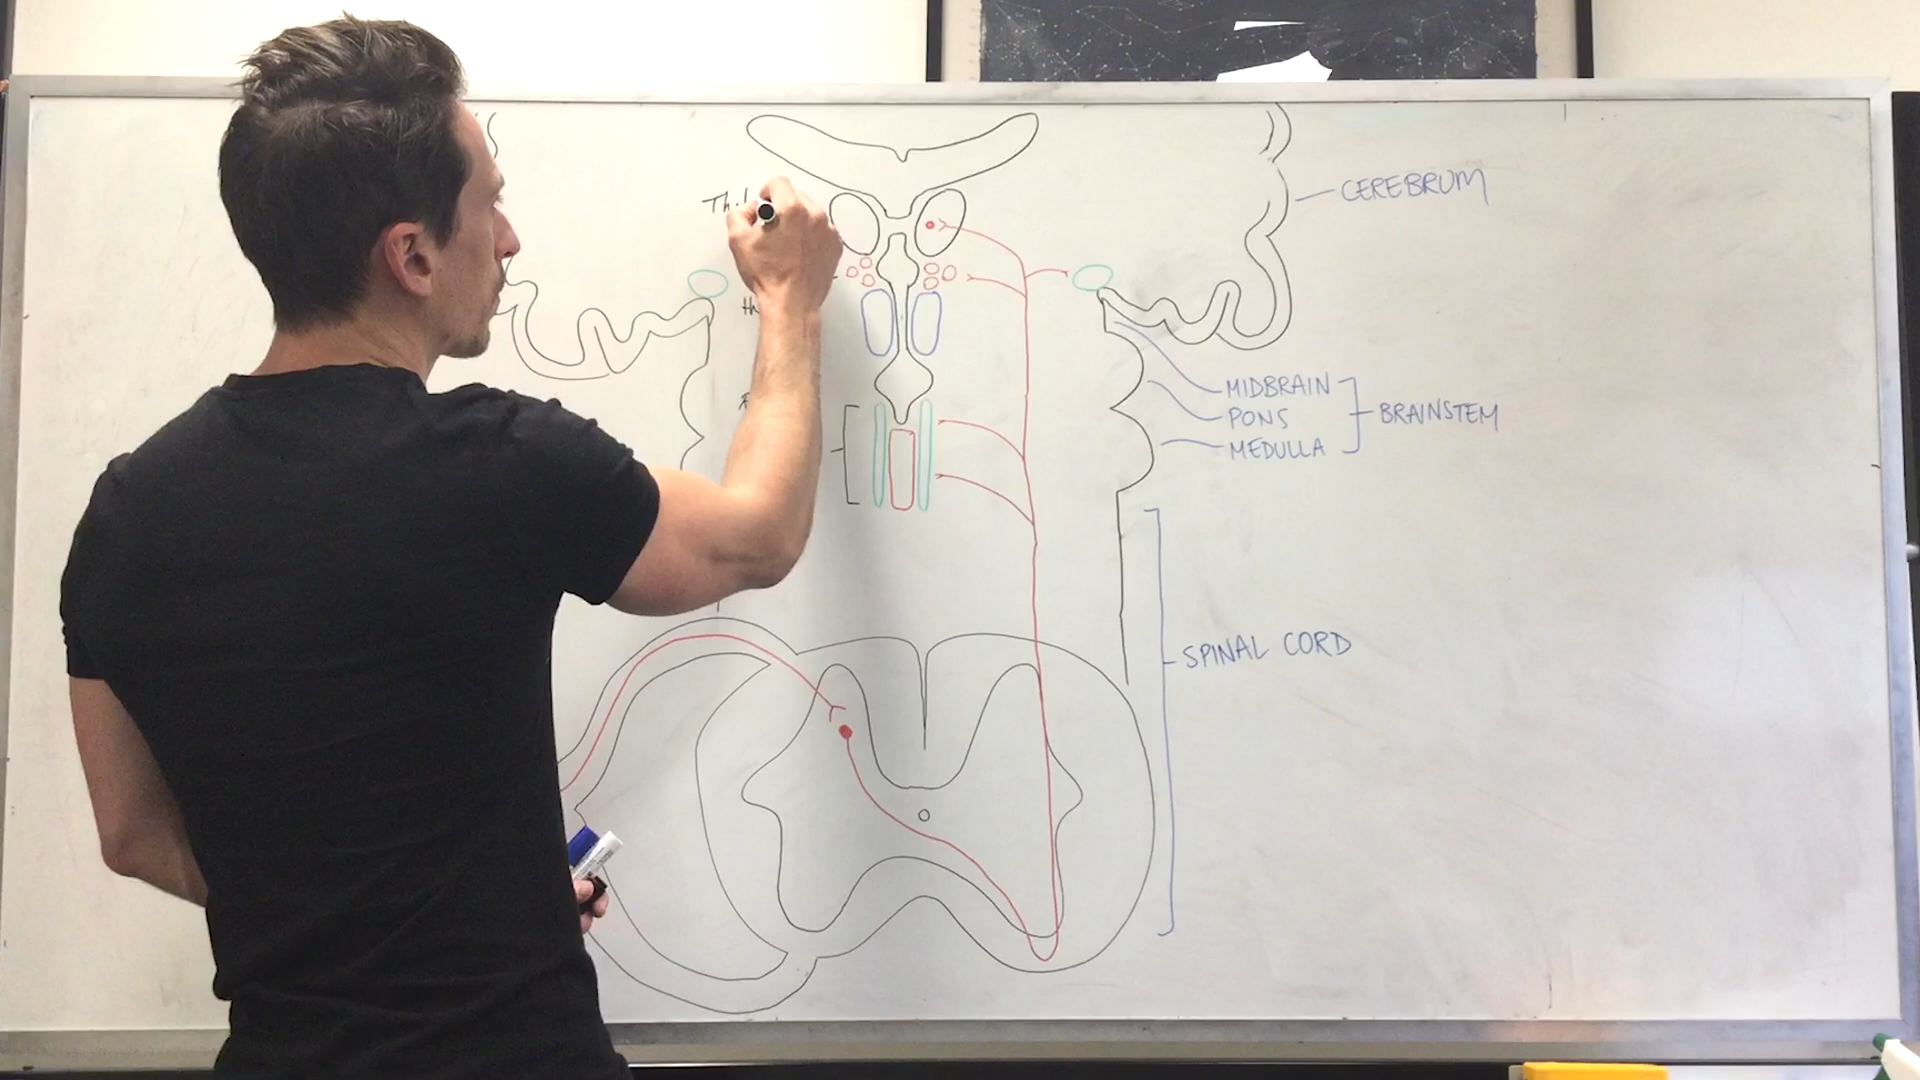 CEREBRUM
MIDBRAIN
PONS
BRAINSTEM
MEDULLA
SPINAL CORD